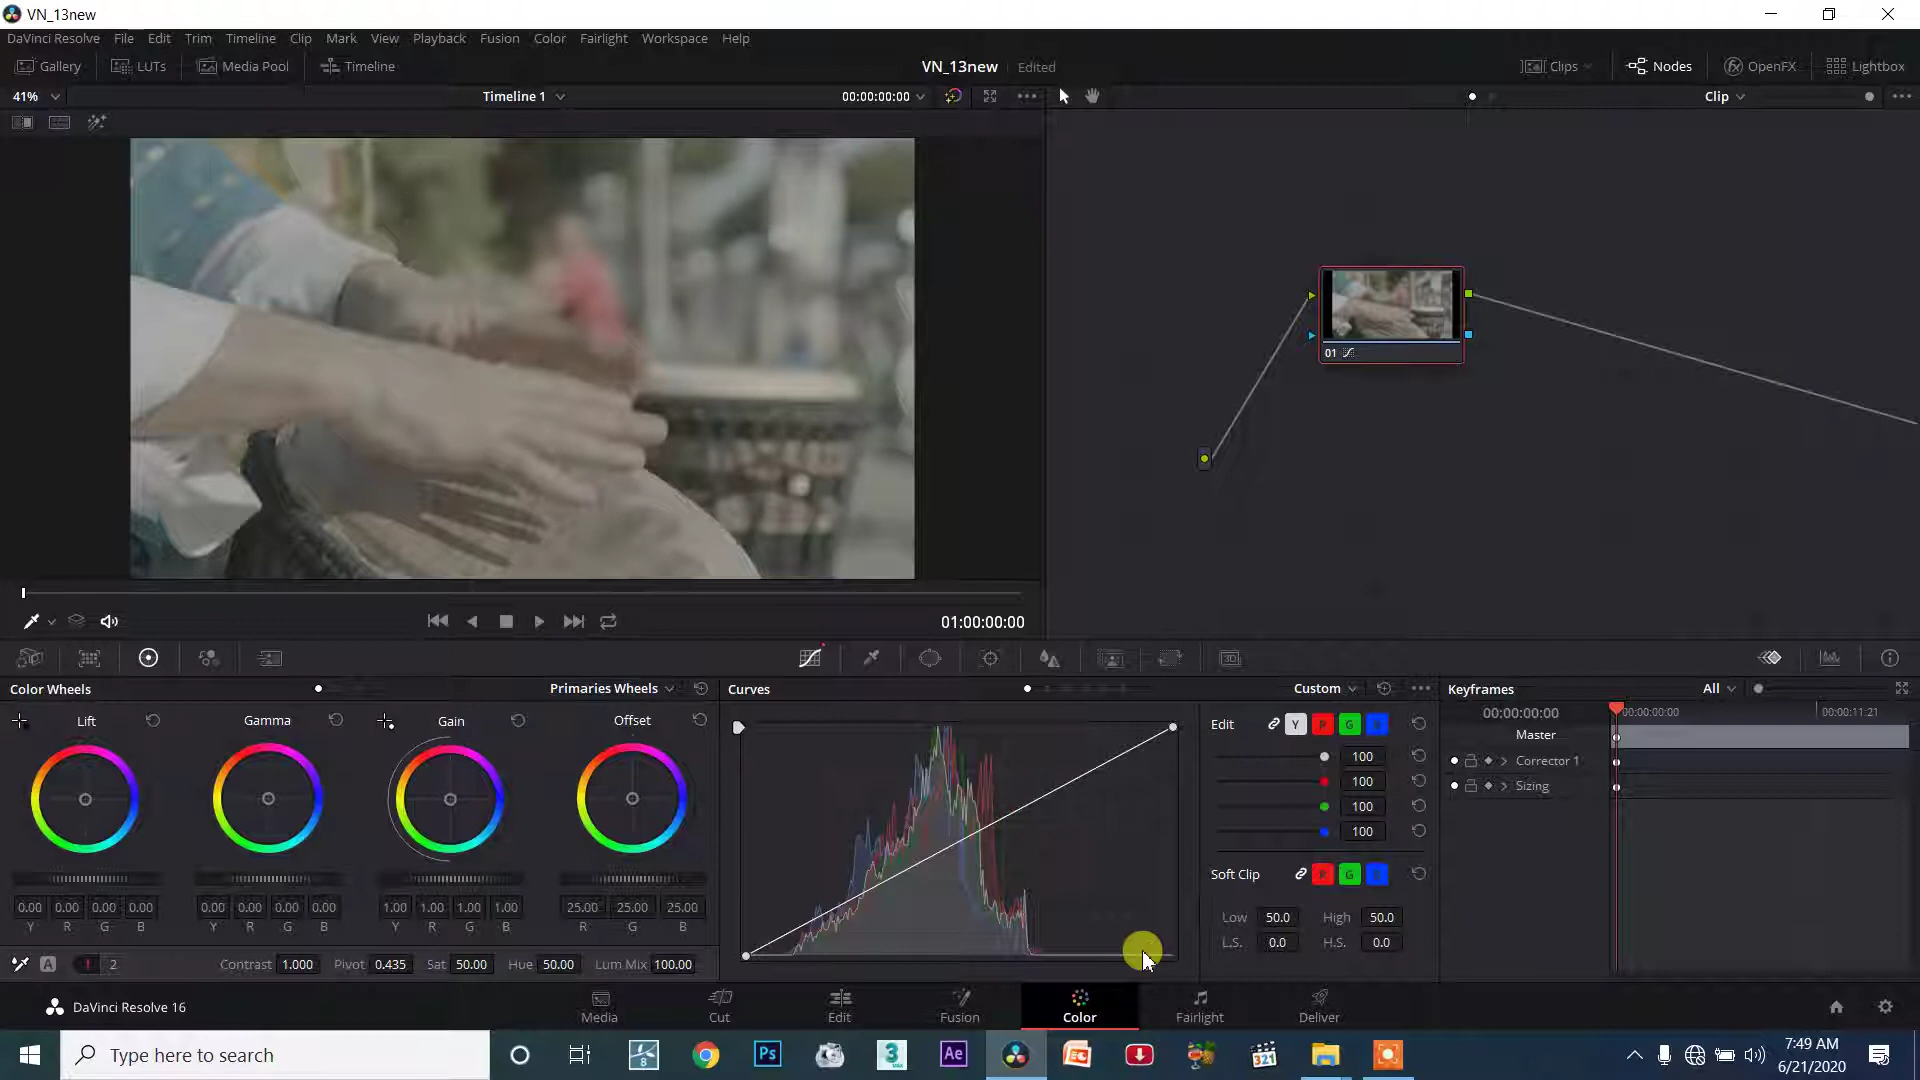 VN_13new
DaVinci Resolve File Edit Trim Timeline Clip Mark View Playback Fusion Color Fairlight Workspace Help
Gallery LUTs Media Pool Timeline VN_13new Edited Clips Nodes OpenFX Lightbox
41% Timeline 1 00:00:00:00 Clip
01
01:00:00:00
Color Wheels Primaries Wheels Curves Custom Keyframes All
Lift Gamma Gain Offset
Edit Y R G B
00:00:00:00 00:00:00:00 00:00:11:21
Master
100 Corrector 1
100 Sizing
100
100
Soft Clip R G B
0.00 0.00 0.00 0.00 0.00 0.00 0.00 0.00 1.00 1.00 1.00 1.00 25.00 25.00 25.00
Y R G B Y R G B Y R G B R G B
Low 50.0 High 50.0
L.S. 0.0 H.S. 0.0
A 1 2 Contrast 1.000 Pivot 0.435 Sat 50.00 Hue 50.00 Lum Mix 100.00
DaVinci Resolve 16 Media Cut Edit Fusion Color Fairlight Deliver
Type here to search
8 Ps 3 MAX Ae 321
7:49 AM
6/21/2020